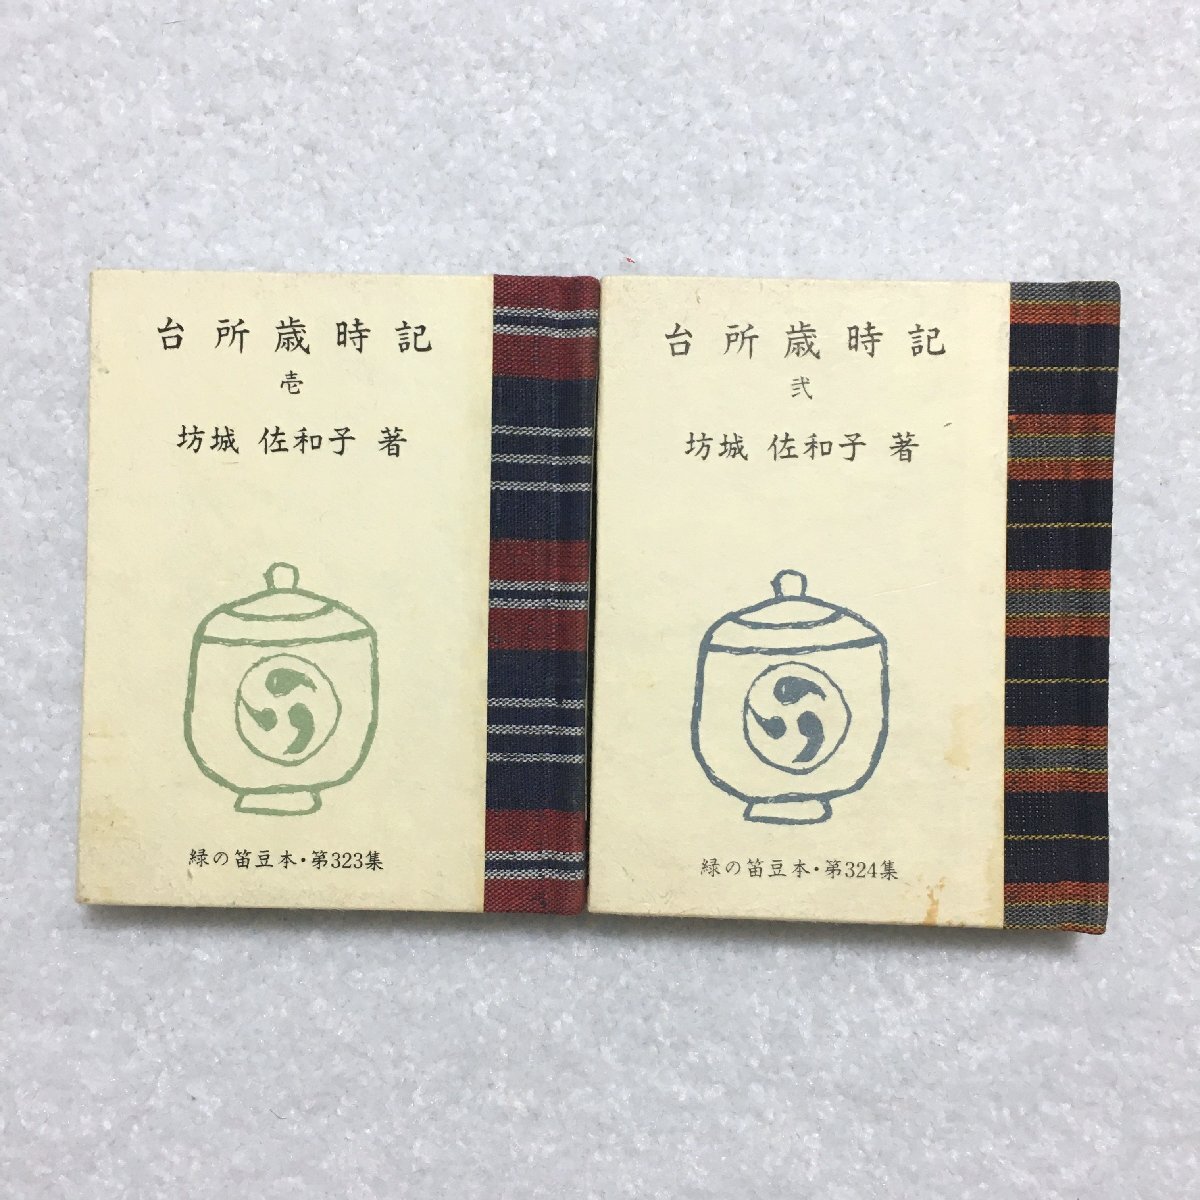 台所歳時記
壱
坊城 佐和子 著
緑の笛豆本・第323集
台所歳時記
弐
坊城 佐和子 著
緑の笛豆本・第324集